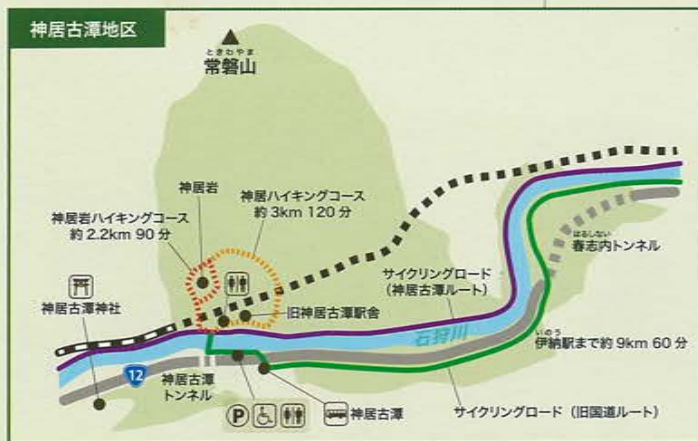 神居古潭地区
ときわやま
常磐山
神居岩
神居ハイキングコース
約 3km 120 分
神居岩ハイキングコース
約 2.2km 90 分
はるしない
春志内トンネル
サイクリングロード
(神居古潭ルート)
神居古潭神社
旧神居古潭駅舎
石狩川
いのう
伊納駅まで約 9km 60 分
12
神居古潭
トンネル
P
神居古潭
サイクリングロード(旧国道ルート)